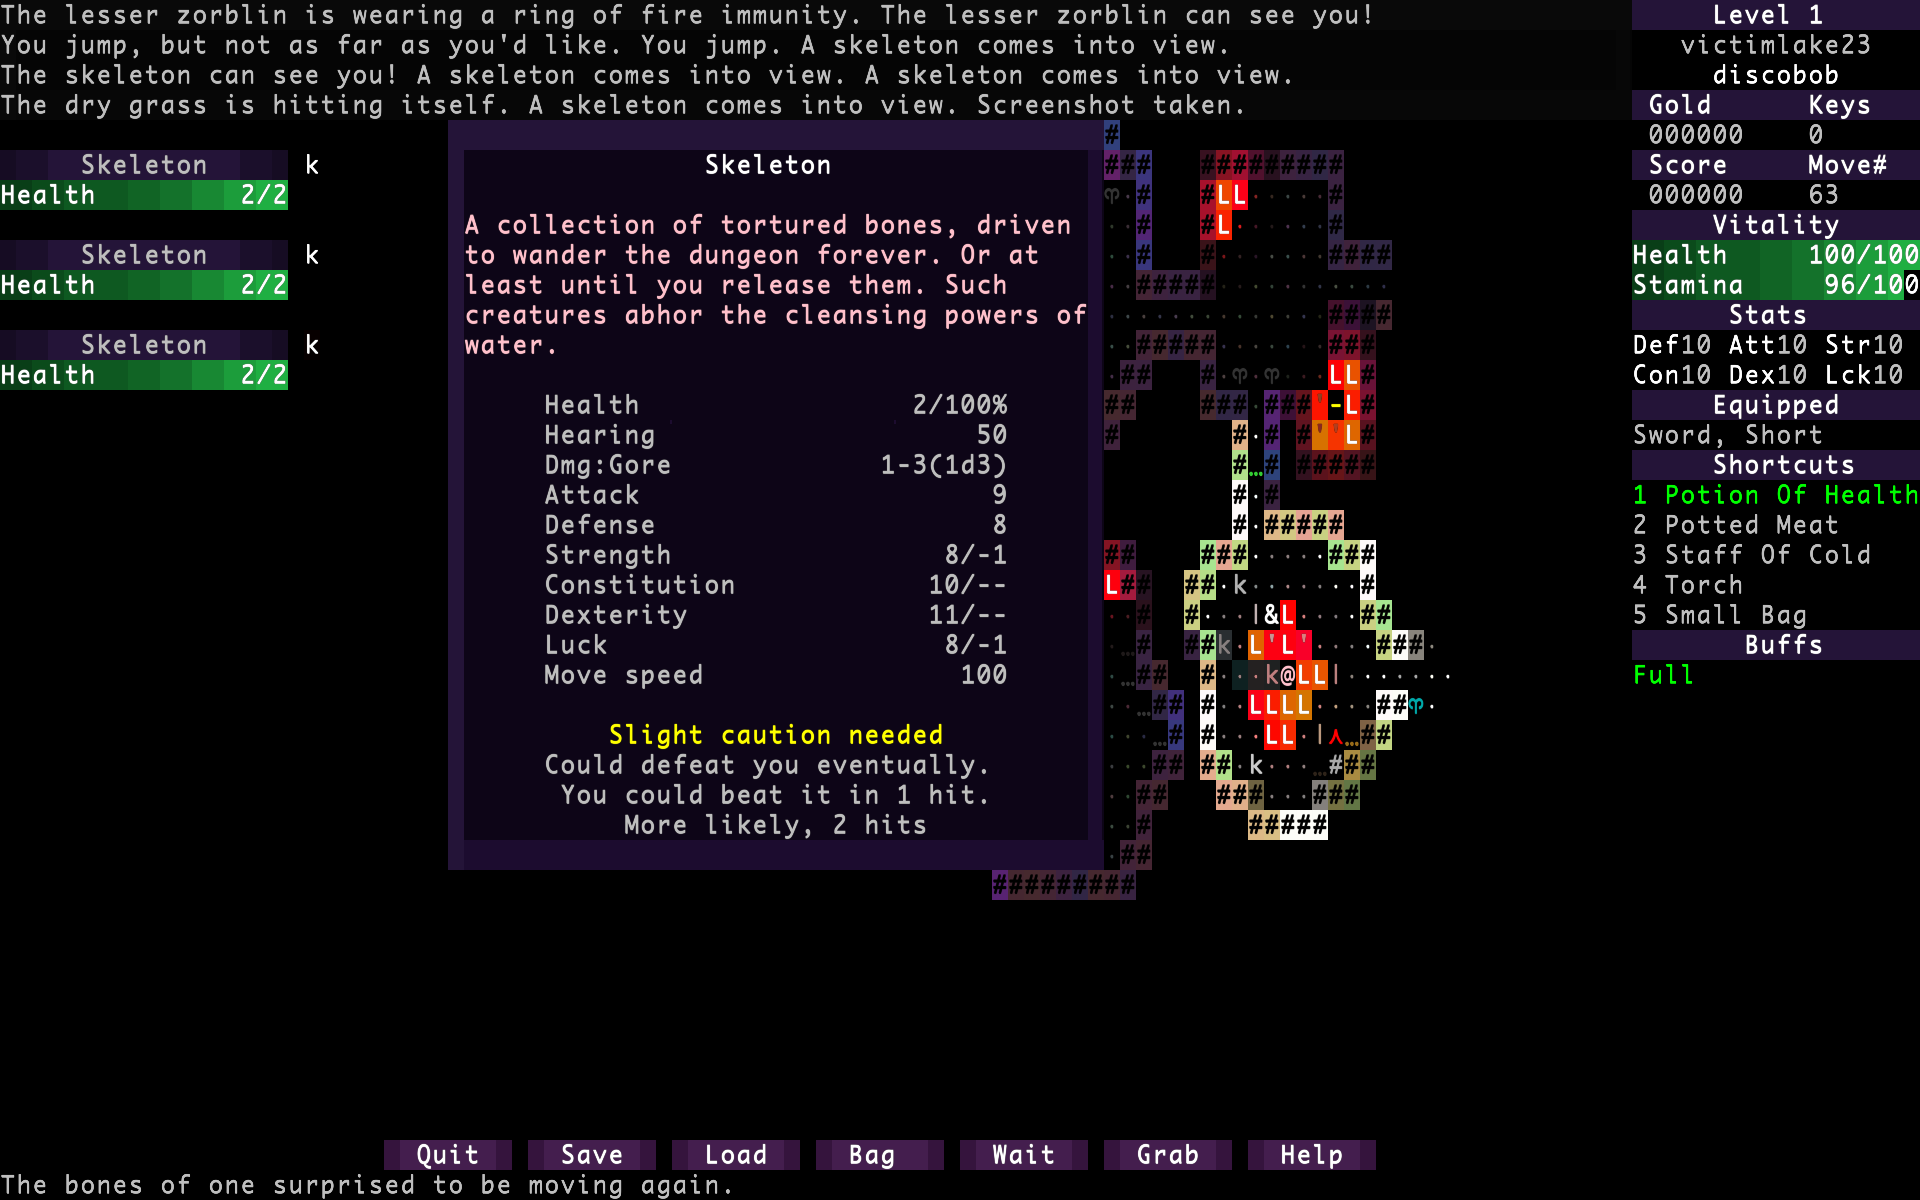 The lesser zorblin is wearing a ring of fire immunity. The lesser zorblin can see you!
You jump, but not as far as you'd like. You jump. A skeleton comes into view.
The skeleton can see you! A skeleton comes into view. A skeleton comes into view.
The dry grass is hitting itself. A skeleton comes into view. Screenshot taken.
Skeleton k
Health 2/2
Skeleton k
Health 2/2
Skeleton k
Health 2/2
Skeleton
A collection of tortured bones, driven
to wander the dungeon forever. Or at
least until you release them. Such
creatures abhor the cleansing powers of
water.
Health 2/100%
Hearing 50
Dmg:Gore 1-3(1d3)
Attack 9
Defense 8
Strength 8/-1
Constitution 10/--
Dexterity 11/--
Luck 8/-1
Move speed 100
Slight caution needed
Could defeat you eventually.
You could beat it in 1 hit.
More likely, 2 hits
Level 1
victimlake23
discobob
Gold Keys
000000 0
Score Move#
000000 63
Vitality
Health 100/100
Stamina 96/100
Stats
Def10 Att10 Str10
Con10 Dex10 Lck10
Equipped
Sword, Short
Shortcuts
1 Potion Of Health
2 Potted Meat
3 Staff Of Cold
4 Torch
5 Small Bag
Buffs
Full
Quit Save Load Bag Wait Grab Help
The bones of one surprised to be moving again.